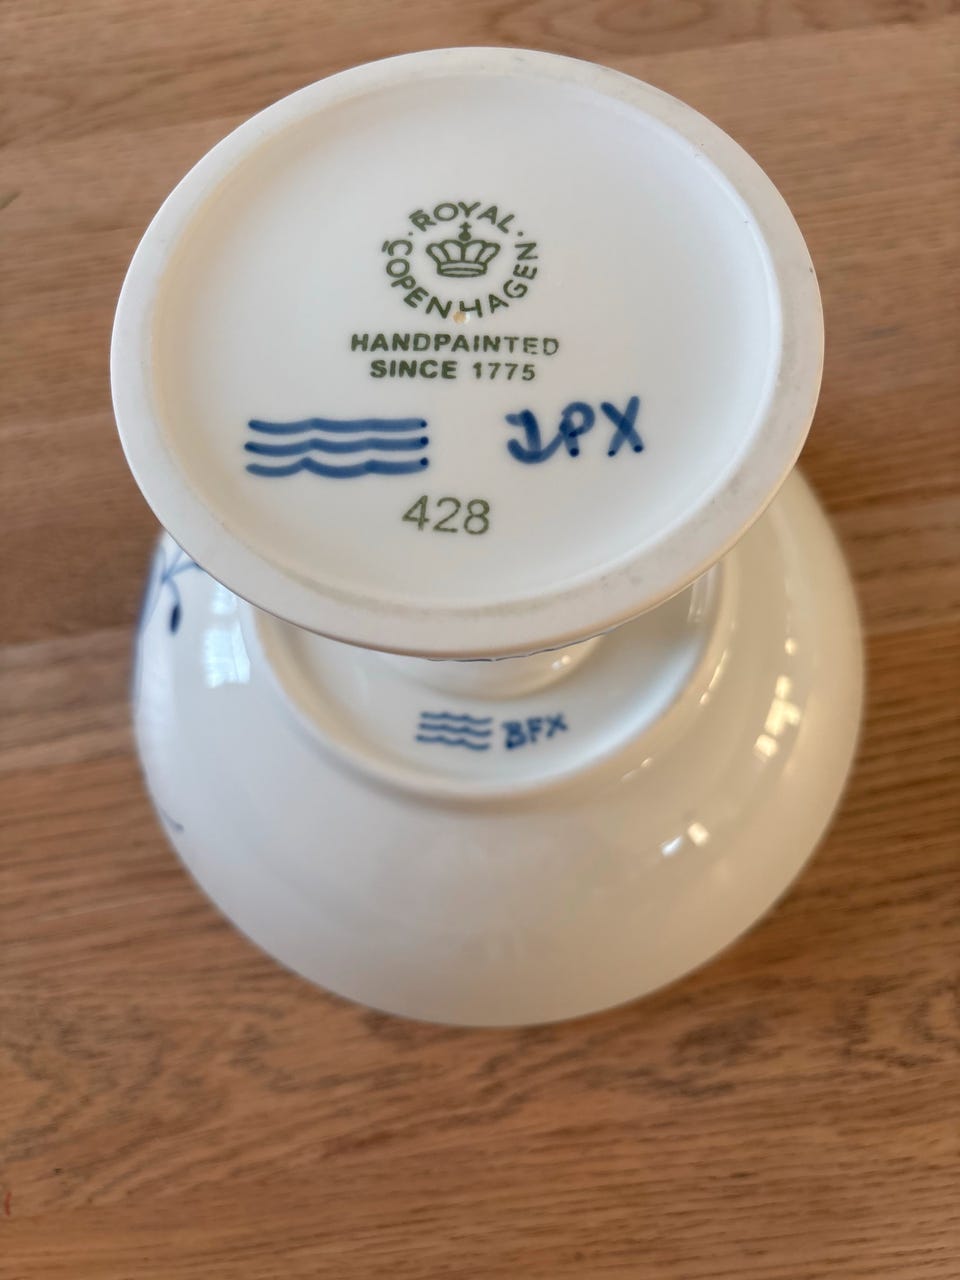 ROYAL
COPENHAGEN
HANDPAINTED
SINCE 1775
JPX
428
BFX